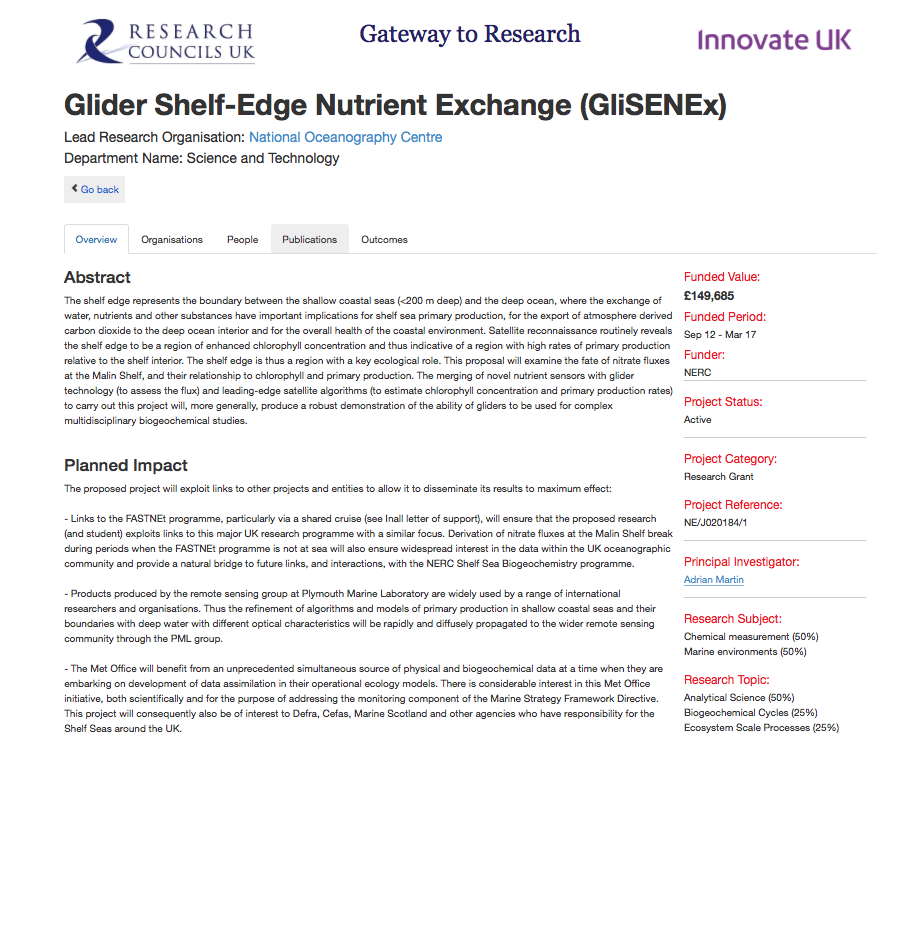 RESEARCH
COUNCILS UK
Gateway to Research
Innovate UK
Glider Shelf-Edge Nutrient Exchange (GliSENEx)
Lead Research Organisation: National Oceanography Centre
Department Name: Science and Technology
Go back
Overview Organisations People Publications Outcomes
Abstract
The shelf edge represents the boundary between the shallow coastal seas (<200 m deep) and the deep ocean, where the exchange of
water, nutrients and other substances have important implications for shelf sea primary production, for the export of atmosphere derived
carbon dioxide to the deep ocean interior and for the overall health of the coastal environment. Satellite reconnaissance routinely reveals
the shelf edge to be a region of enhanced chlorophyll concentration and thus indicative of a region with high rates of primary production
relative to the shelf interior. The shelf edge is thus a region with a key ecological role. This proposal will examine the fate of nitrate fluxes
at the Malin Shelf, and their relationship to chlorophyll and primary production. The merging of novel nutrient sensors with glider
technology (to assess the flux) and leading-edge satellite algorithms (to estimate chlorophyll concentration and primary production rates)
to carry out this project will, more generally, produce a robust demonstration of the ability of gliders to be used for complex
multidisciplinary biogeochemical studies.
Planned Impact
The proposed project will exploit links to other projects and entities to allow it to disseminate its results to maximum effect:
- Links to the FASTNEt programme, particularly via a shared cruise (see Inall letter of support), will ensure that the proposed research
(and student) exploits links to this major UK research programme with a similar focus. Derivation of nitrate fluxes at the Malin Shelf break
during periods when the FASTNEt programme is not at sea will also ensure widespread interest in the data within the UK oceanographic
community and provide a natural bridge to future links, and interactions, with the NERC Shelf Sea Biogeochemistry programme.
- Products produced by the remote sensing group at Plymouth Marine Laboratory are widely used by a range of international
researchers and organisations. Thus the refinement of algorithms and models of primary production in shallow coastal seas and their
boundaries with deep water with different optical characteristics will be rapidly and diffusely propagated to the wider remote sensing
community through the PML group.
- The Met Office will benefit from an unprecedented simultaneous source of physical and biogeochemical data at a time when they are
embarking on development of data assimilation in their operational ecology models. There is considerable interest in this Met Office
initiative, both scientifically and for the purpose of addressing the monitoring component of the Marine Strategy Framework Directive.
This project will consequently also be of interest to Defra, Cefas, Marine Scotland and other agencies who have responsibility for the
Shelf Seas around the UK.
Funded Value:
£149,685
Funded Period:
Sep 12 - Mar 17
Funder:
NERC
Project Status:
Active
Project Category:
Research Grant
Project Reference:
NE/J020184/1
Principal Investigator:
Adrian Martin
Research Subject:
Chemical measurement (50%)
Marine environments (50%)
Research Topic:
Analytical Science (50%)
Biogeochemical Cycles (25%)
Ecosystem Scale Processes (25%)